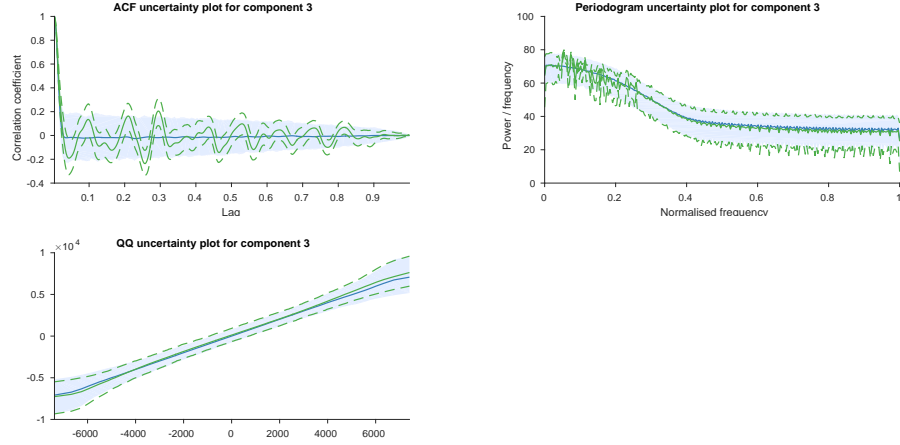 ACF uncertainty plot for component 3
Correlation coefficient
1
0.8
0.6
0.4
0.2
0
-0.2
-0.4
0.1 0.2 0.3 0.4 0.5 0.6 0.7 0.8 0.9
Lag
Periodogram uncertainty plot for component 3
Power / frequency
100
80
60
40
20
0
0 0.2 0.4 0.6 0.8 1
Normalised frequency
QQ uncertainty plot for component 3
×10^4
1
0.5
0
-0.5
-1
-6000 -4000 -2000 0 2000 4000 6000